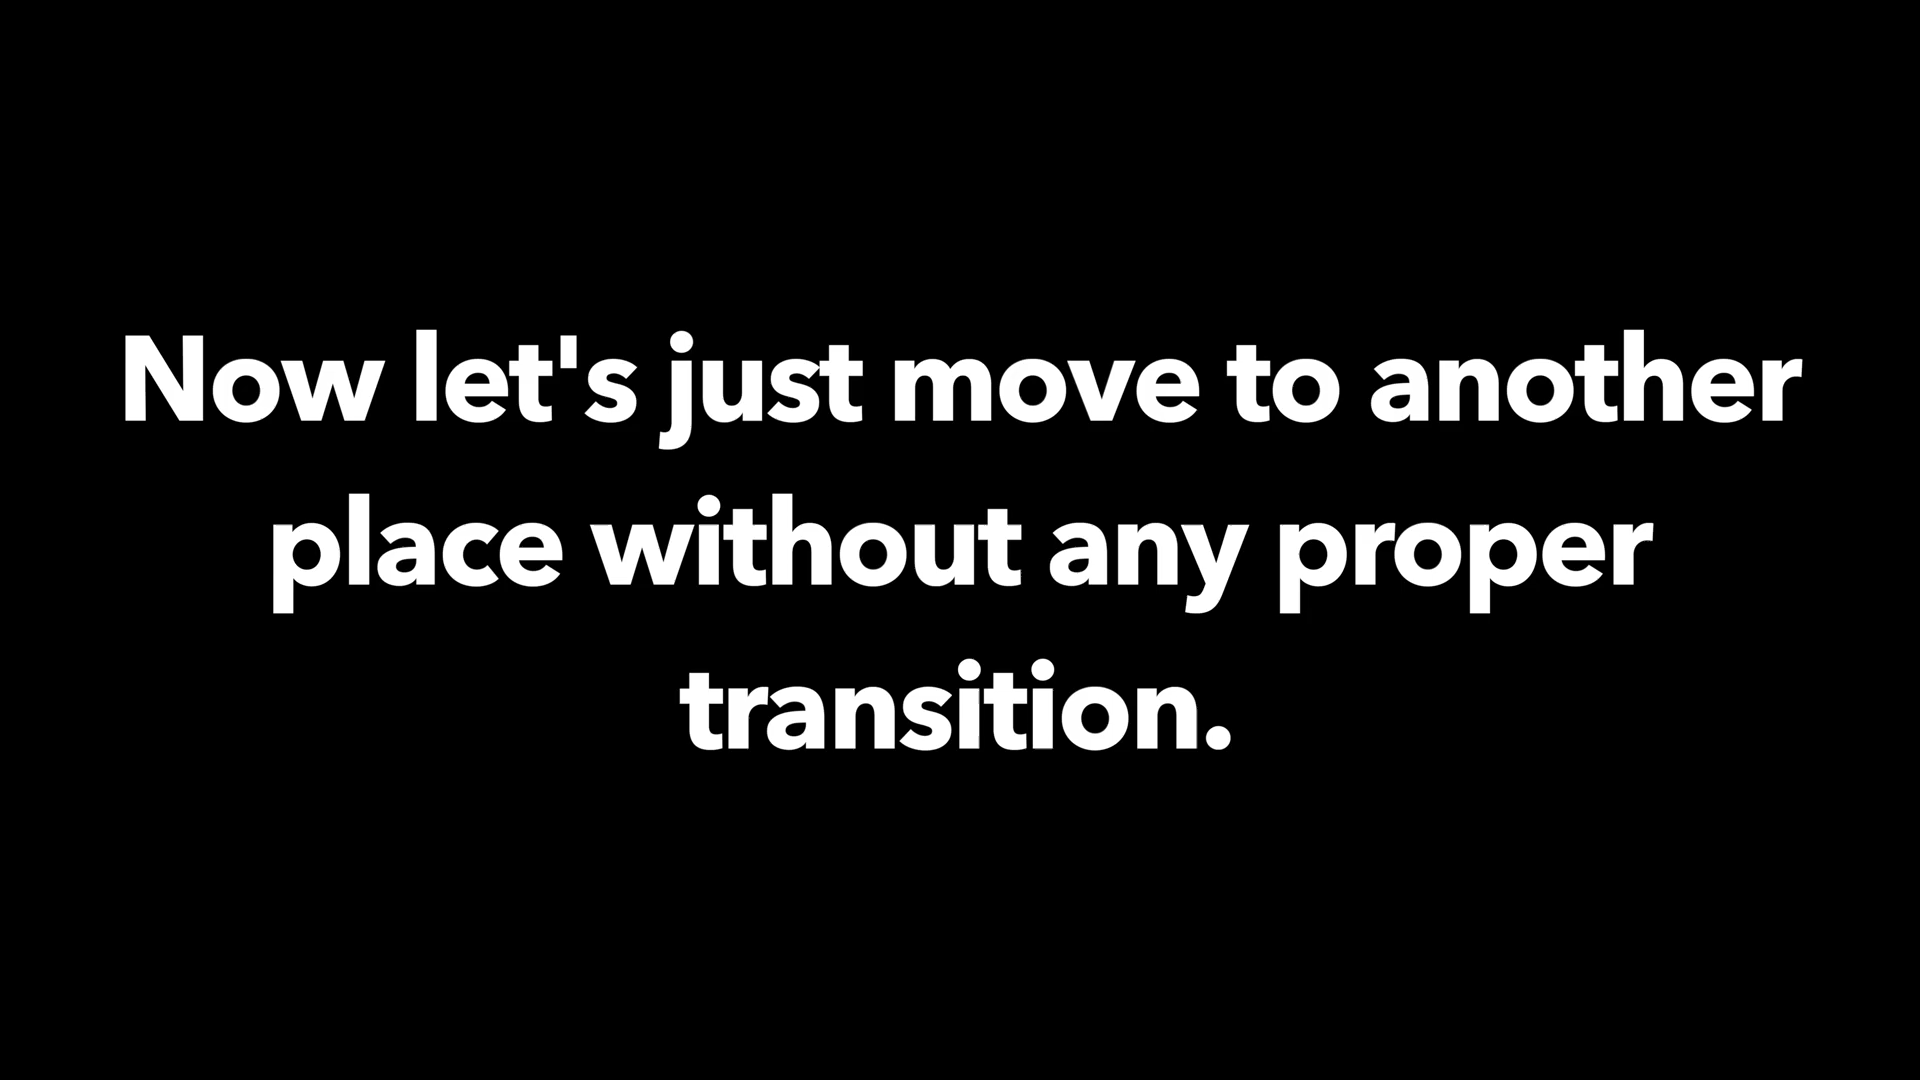 Now let's just move to another
place without any proper
transition.